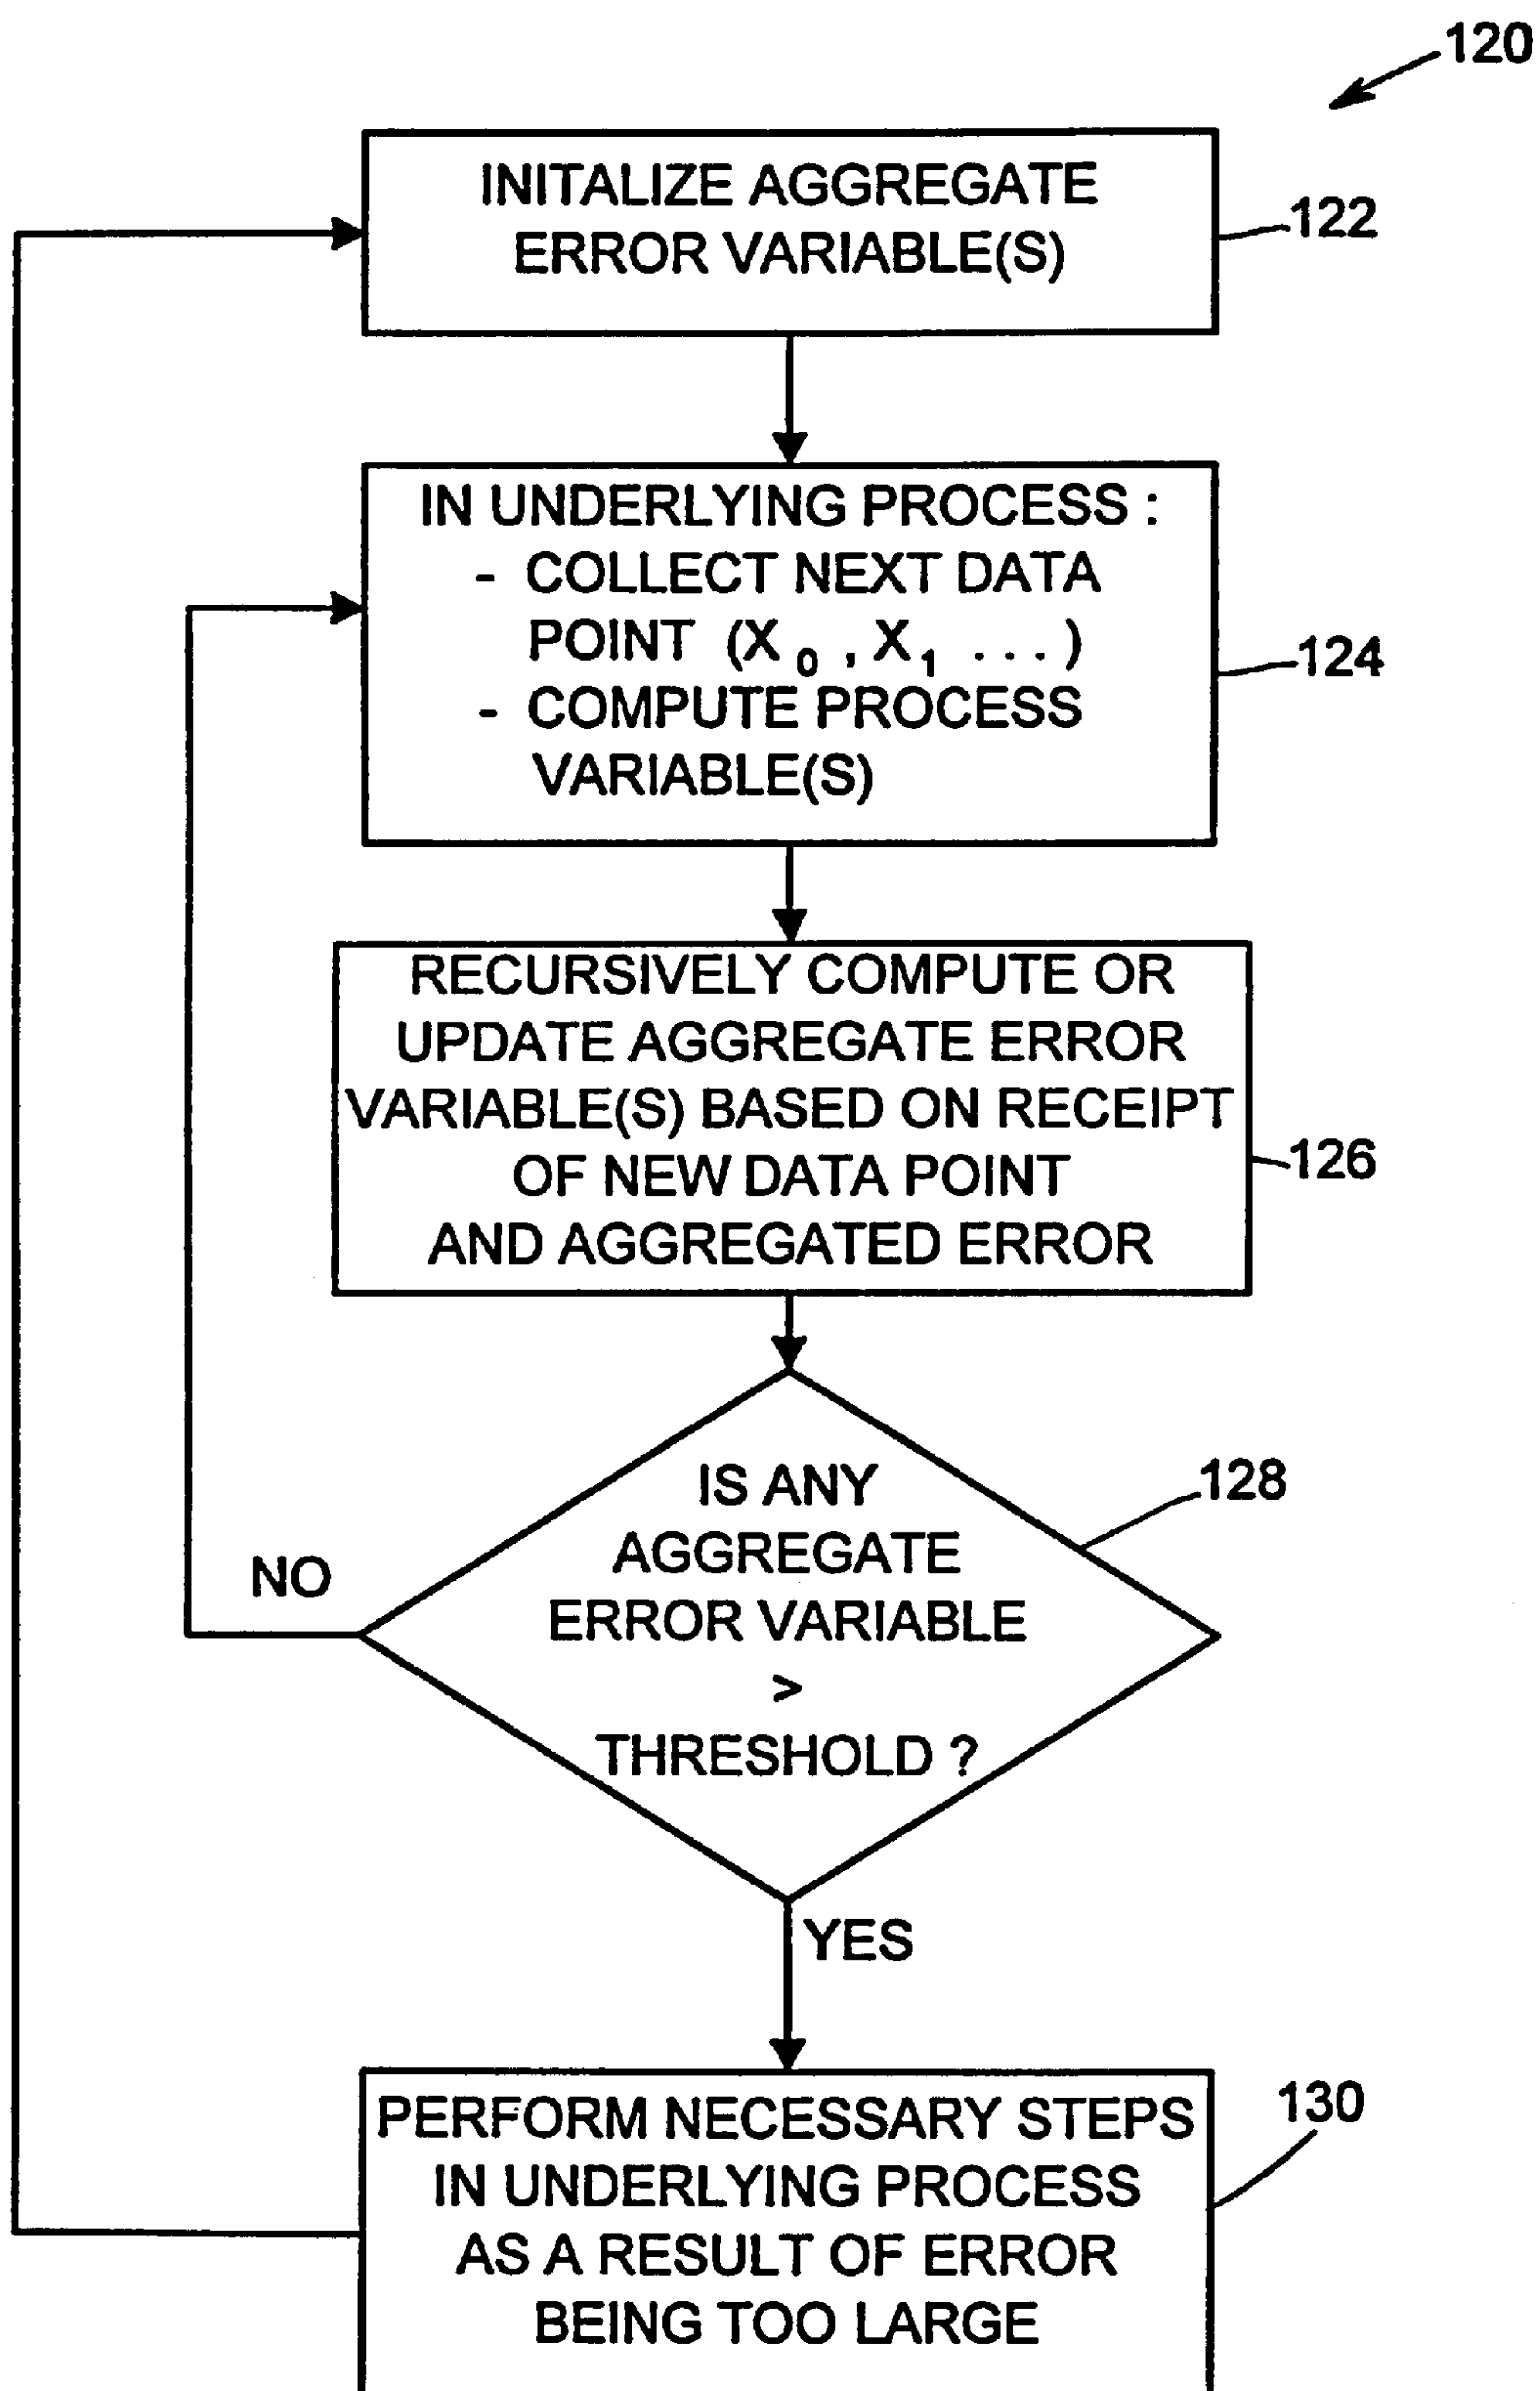 120
INITALIZE AGGREGATE
ERROR VARIABLE(S)
122
IN UNDERLYING PROCESS :
- COLLECT NEXT DATA
POINT (X 0 , X 1 . . . )
- COMPUTE PROCESS
VARIABLE(S)
124
RECURSIVELY COMPUTE OR
UPDATE AGGREGATE ERROR
VARIABLE(S) BASED ON RECEIPT
OF NEW DATA POINT
AND AGGREGATED ERROR
126
IS ANY
AGGREGATE
ERROR VARIABLE
>
THRESHOLD ?
128
NO
YES
PERFORM NECESSARY STEPS
IN UNDERLYING PROCESS
AS A RESULT OF ERROR
BEING TOO LARGE
130